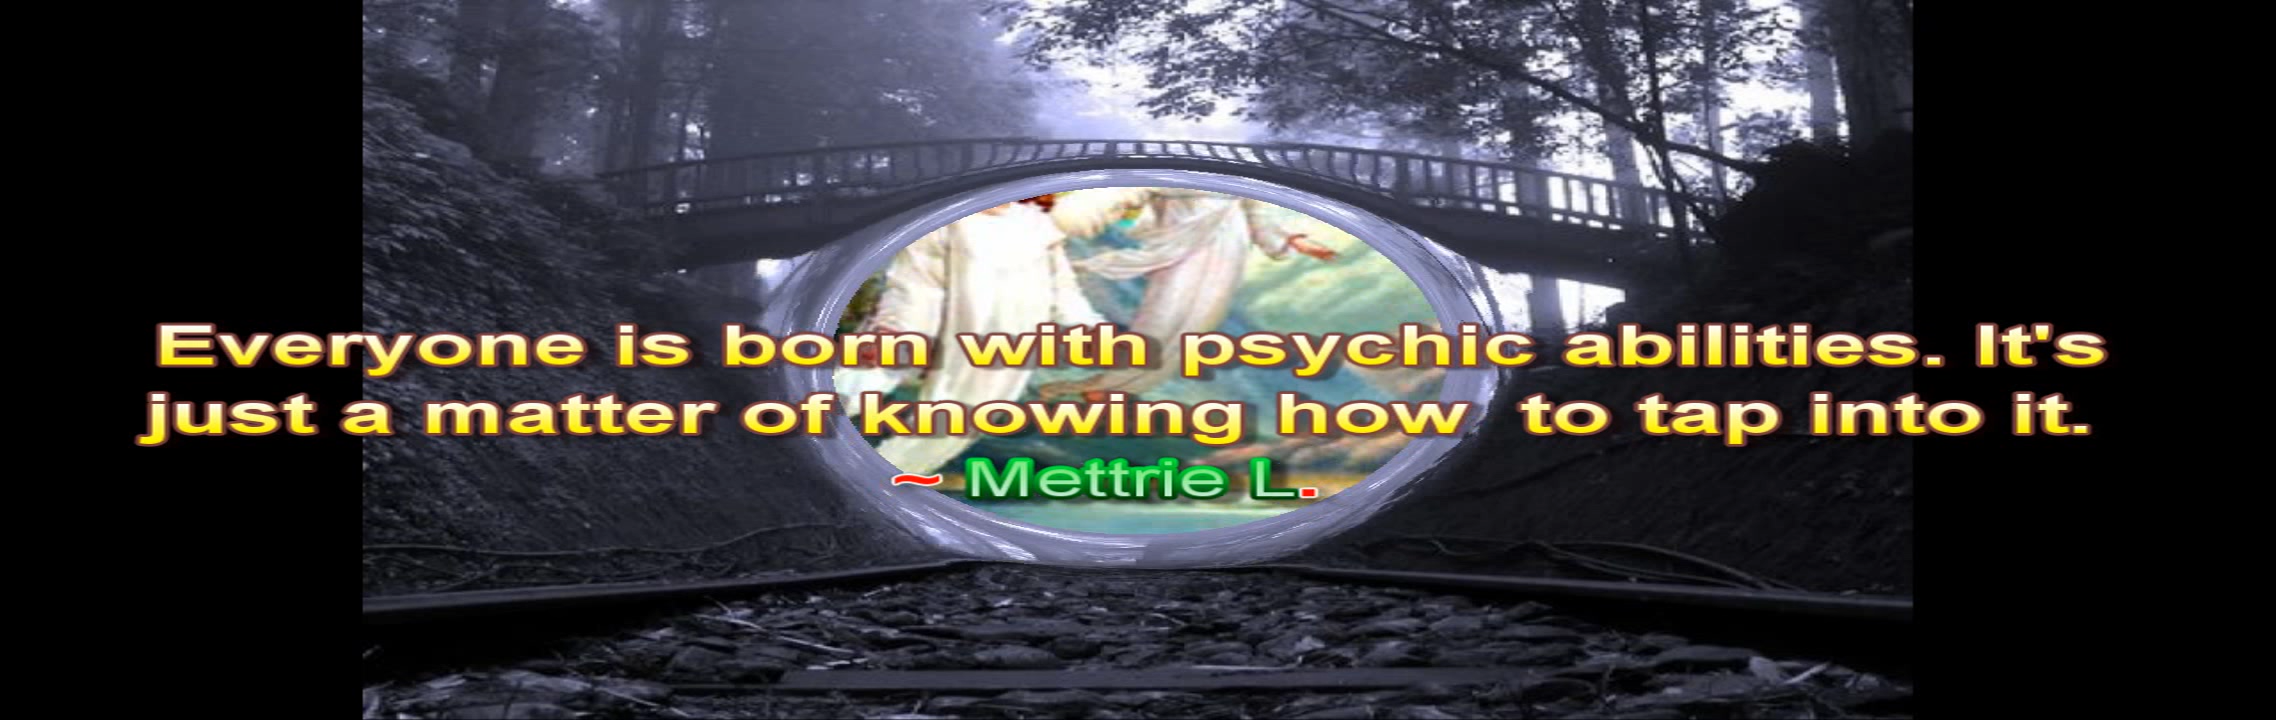 Everyone is born with psychic abilities. It's
just a matter of knowing how  to tap into it.
~ Mettrie L.